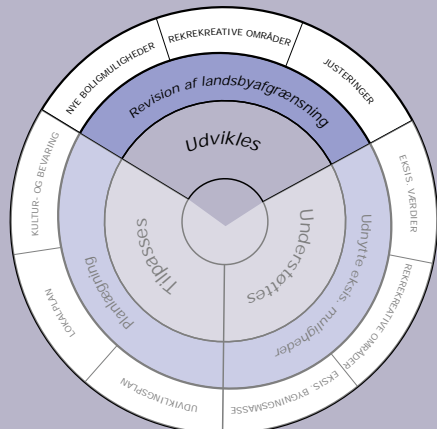 NYE BOLIGMULIGHEDER
REKREKREATIVE OMRÅDER
JUSTERINGER
Revision af landsbyafgrænsning
Udvikles
EKSIS. VÆRDIER
REKREKREATIVE OMRÅDER
EKSIS. BYGNINGSMASSE
Udnytte eksis. muligheder
Understøttes
UDVIKLINGSPLAN
LOKALPLAN
KULTUR- OG BEVARING
Planlægning
Tilpasses